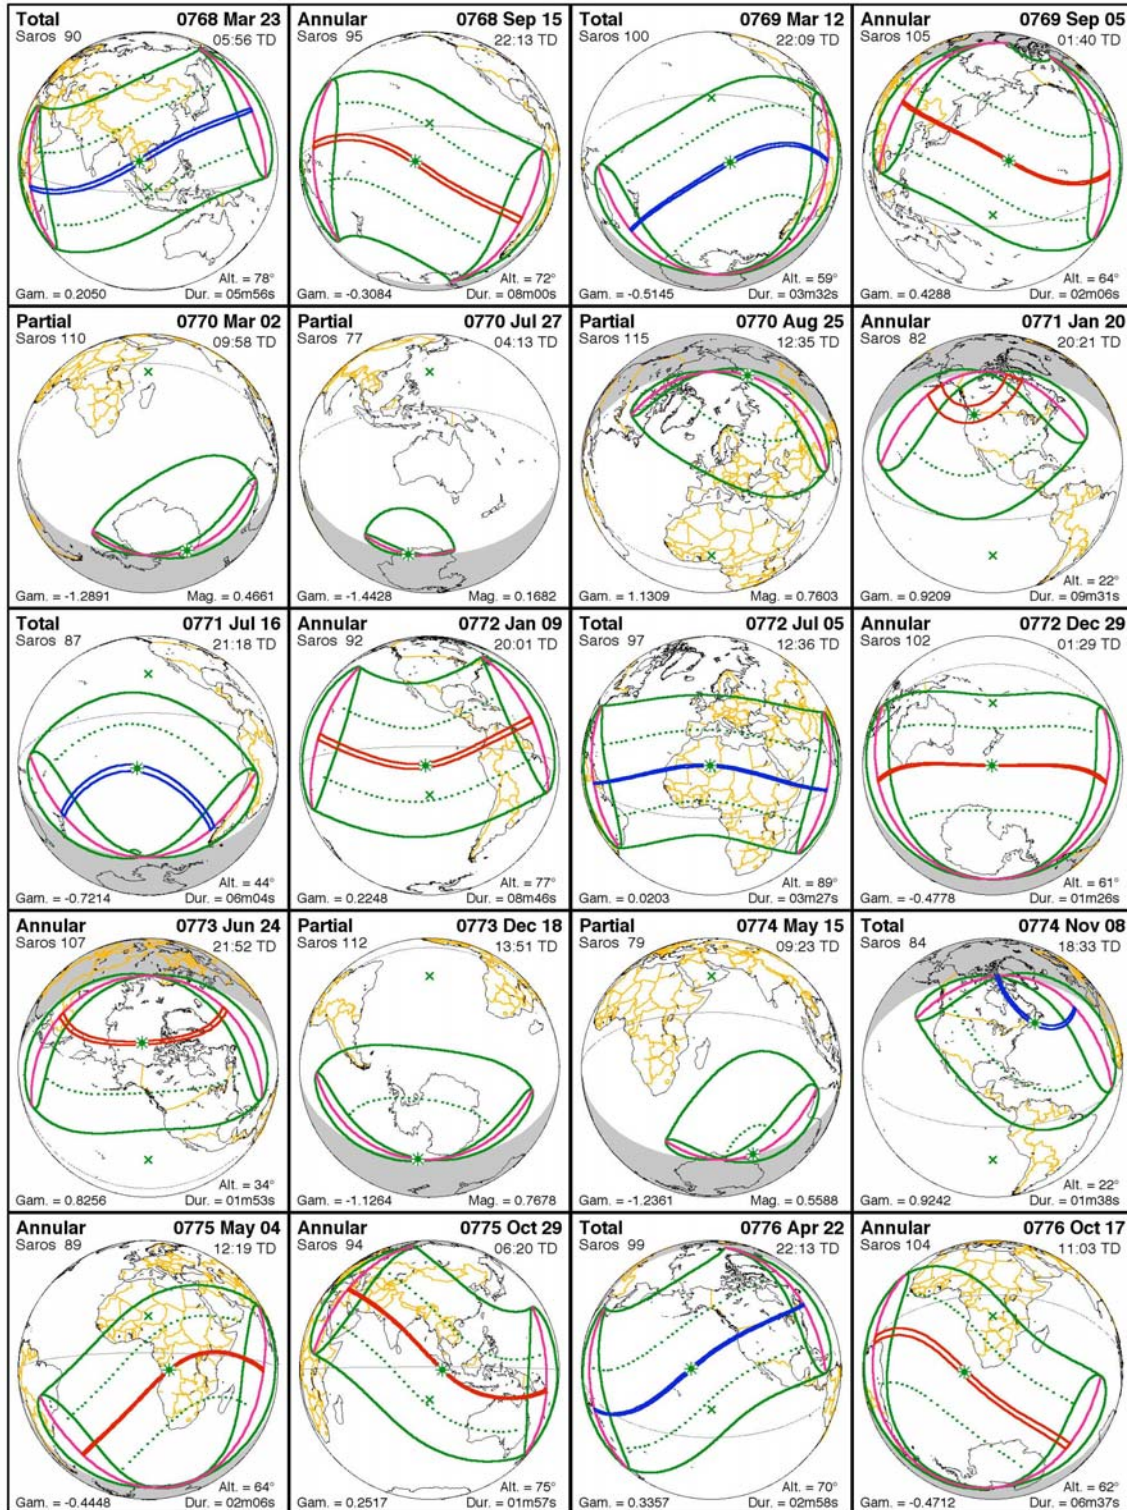 Total 0768 Mar 23
Saros 90 05:56 TD
Alt. = 78°
Gam. = 0.2050 Dur. = 05m56s
Annular 0768 Sep 15
Saros 95 22:13 TD
Alt. = 72°
Gam. = -0.3084 Dur. = 08m00s
Total 0769 Mar 12
Saros 100 22:09 TD
Alt. = 59°
Gam. = -0.5145 Dur. = 03m32s
Annular 0769 Sep 05
Saros 105 01:40 TD
Alt. = 64°
Gam. = 0.4288 Dur. = 02m06s
Partial 0770 Mar 02
Saros 110 09:58 TD
Gam. = -1.2891 Mag. = 0.4661
Partial 0770 Jul 27
Saros 77 04:13 TD
Gam. = -1.4428 Mag. = 0.1682
Partial 0770 Aug 25
Saros 115 12:35 TD
Gam. = 1.1309 Mag. = 0.7603
Annular 0771 Jan 20
Saros 82 20:21 TD
Alt. = 22°
Gam. = 0.9209 Dur. = 09m31s
Total 0771 Jul 16
Saros 87 21:18 TD
Alt. = 44°
Gam. = -0.7214 Dur. = 06m04s
Annular 0772 Jan 09
Saros 92 20:01 TD
Alt. = 77°
Gam. = 0.2248 Dur. = 08m46s
Total 0772 Jul 05
Saros 97 12:36 TD
Alt. = 89°
Gam. = 0.0203 Dur. = 03m27s
Annular 0772 Dec 29
Saros 102 01:29 TD
Alt. = 61°
Gam. = -0.4778 Dur. = 01m26s
Annular 0773 Jun 24
Saros 107 21:52 TD
Alt. = 34°
Gam. = 0.8256 Dur. = 01m53s
Partial 0773 Dec 18
Saros 112 13:51 TD
Gam. = -1.1264 Mag. = 0.7678
Partial 0774 May 15
Saros 79 09:23 TD
Gam. = -1.2361 Mag. = 0.5588
Total 0774 Nov 08
Saros 84 18:33 TD
Alt. = 22°
Gam. = 0.9242 Dur. = 01m38s
Annular 0775 May 04
Saros 89 12:19 TD
Alt. = 64°
Gam. = -0.4448 Dur. = 02m06s
Annular 0775 Oct 29
Saros 94 06:20 TD
Alt. = 75°
Gam. = 0.2517 Dur. = 01m57s
Total 0776 Apr 22
Saros 99 22:13 TD
Alt. = 70°
Gam. = 0.3357 Dur. = 02m58s
Annular 0776 Oct 17
Saros 104 11:03 TD
Alt. = 62°
Gam. = -0.4712 Dur. = 06m37s